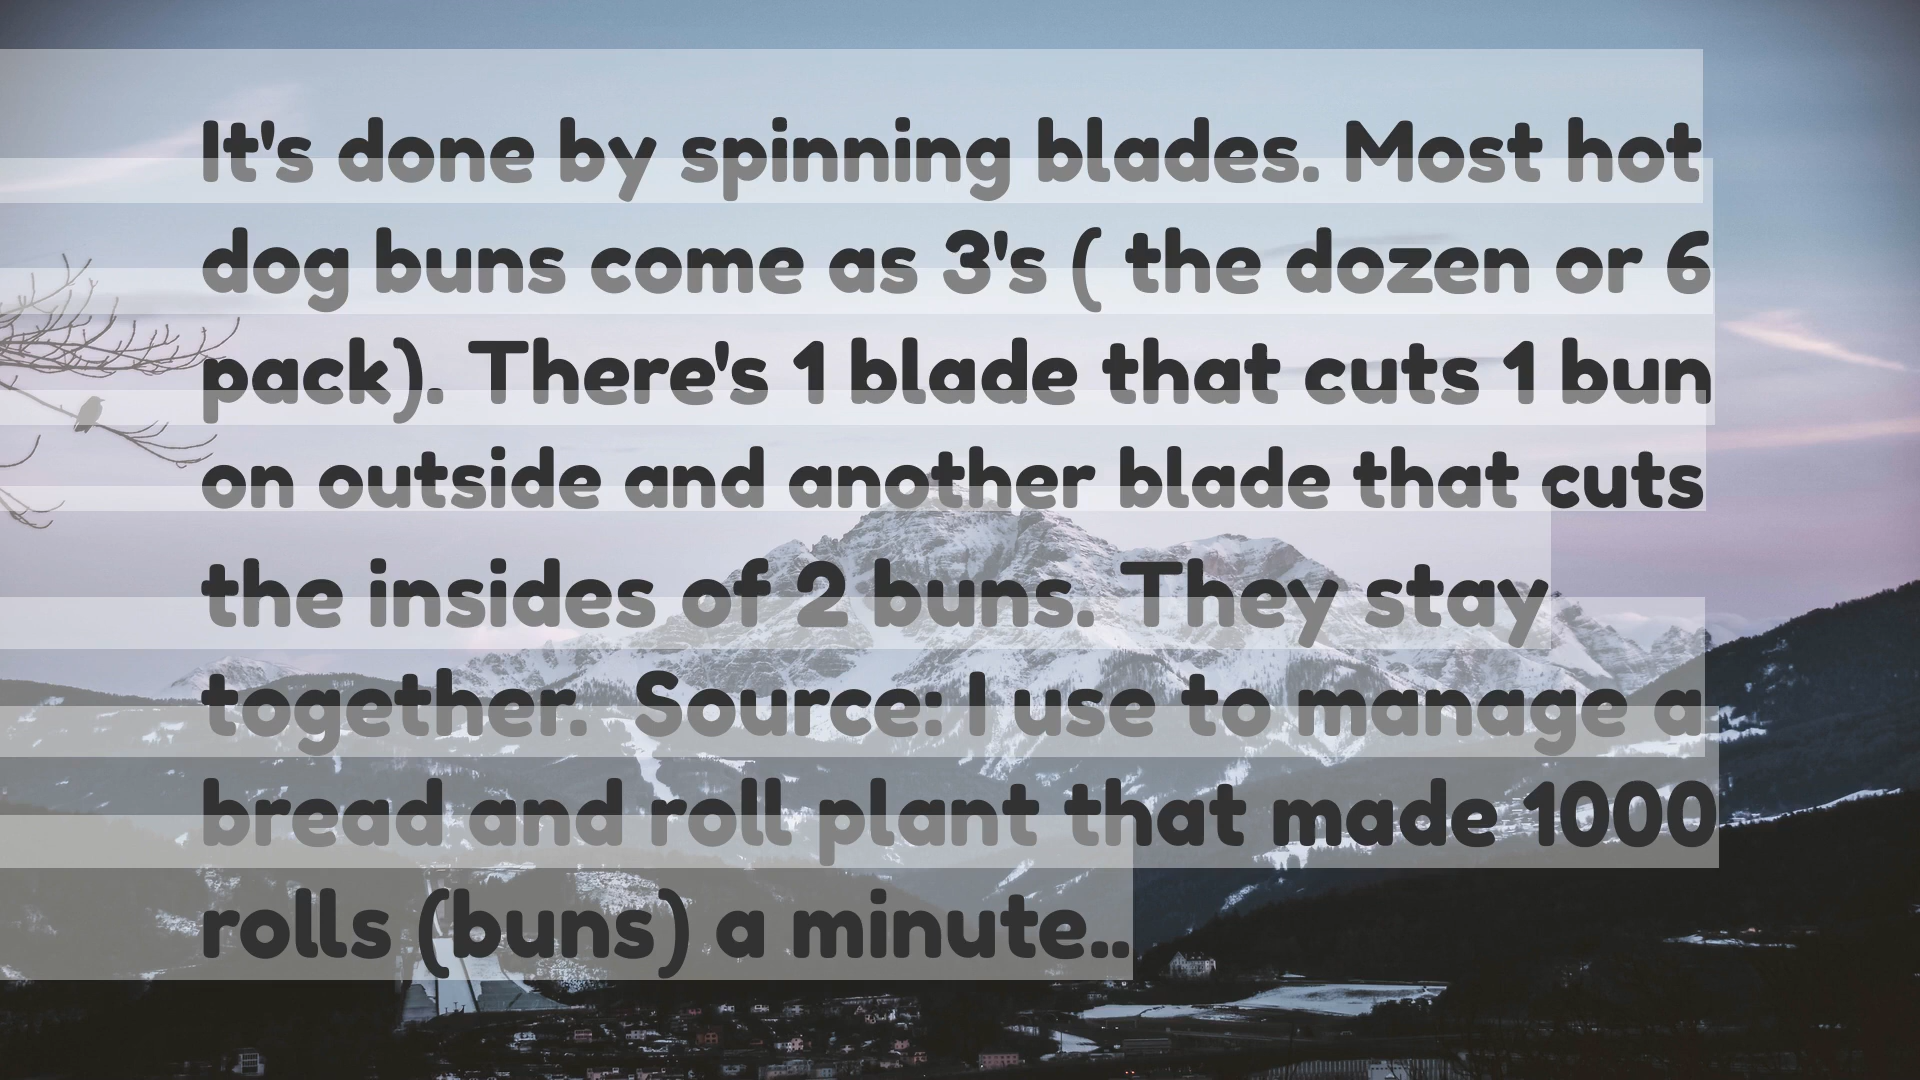 It's done by spinning blades. Most hot
dog buns come as 3's ( the dozen or 6
pack). There's 1 blade that cuts 1 bun
on outside and another blade that cuts
the insides of 2 buns. They stay
together.  Source: I use to manage a
bread and roll plant that made 1000
rolls (buns) a minute..